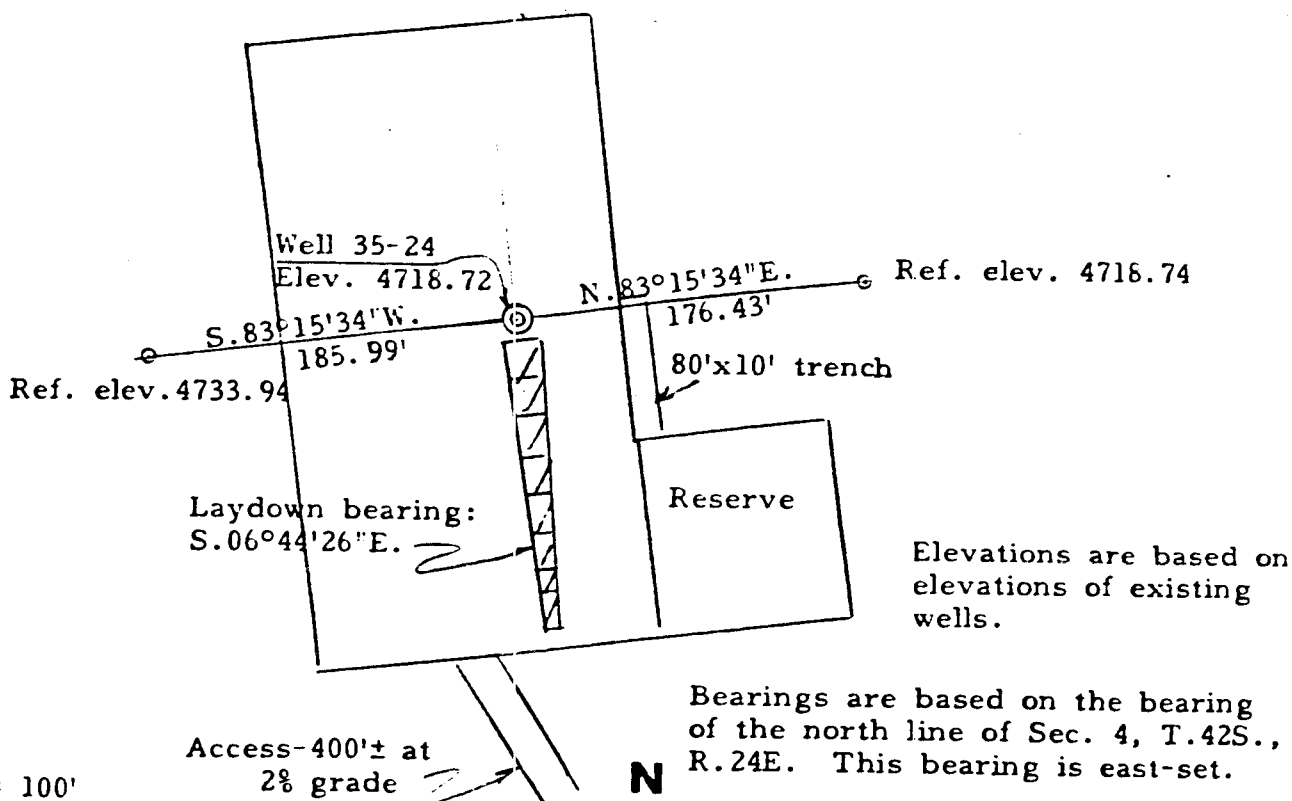 Well 35-24
Elev. 4718.72
N.83°15'34"E.
176.43'
Ref. elev. 4718.74
S.83°15'34"W.
185.99'
Ref. elev.4733.94
80'x10' trench
Laydown bearing:
S.06°44'26"E.
Reserve
Elevations are based on
elevations of existing
wells.
Bearings are based on the bearing
of the north line of Sec. 4, T.42S.,
R.24E. This bearing is east-set.
Access-400'± at
2% grade
N
= 100'